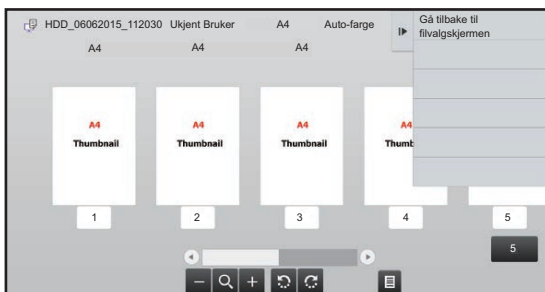 HDD_06062015_112030 Ukjent Bruker A4 Auto-farge
Gå tilbake til
filvalgskjermen
A4 A4 A4
A4 A4 A4 A4
Thumbnail Thumbnail Thumbnail Thumb
1 2 3 4 5
5